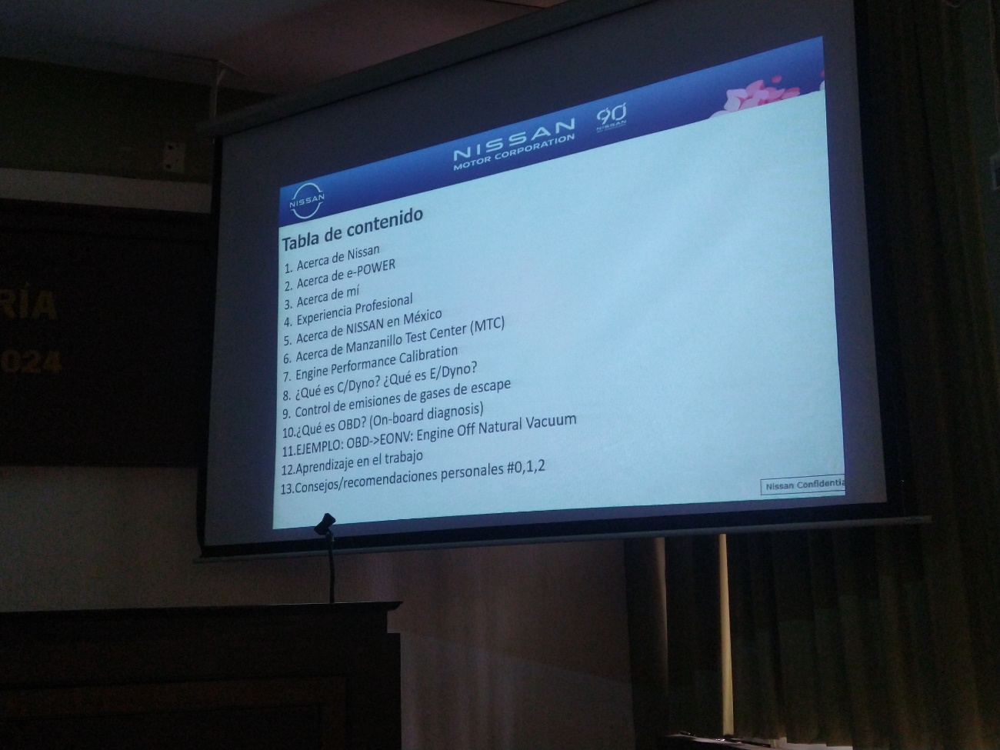 NISSAN
MOTOR CORPORATION
90
NISSAN
NISSAN
Tabla de contenido
1. Acerca de Nissan
2. Acerca de e-POWER
3. Acerca de mí
4. Experiencia Profesional
5. Acerca de NISSAN en México
6. Acerca de Manzanillo Test Center (MTC)
7. Engine Performance Calibration
8. ¿Qué es C/Dyno? ¿Qué es E/Dyno?
9. Control de emisiones de gases de escape
10.¿Qué es OBD? (On-board diagnosis)
11.EJEMPLO: OBD->EONV: Engine Off Natural Vacuum
12.Aprendizaje en el trabajo
13.Consejos/recomendaciones personales #0,1,2
Nissan Confidentia
RÍA
024